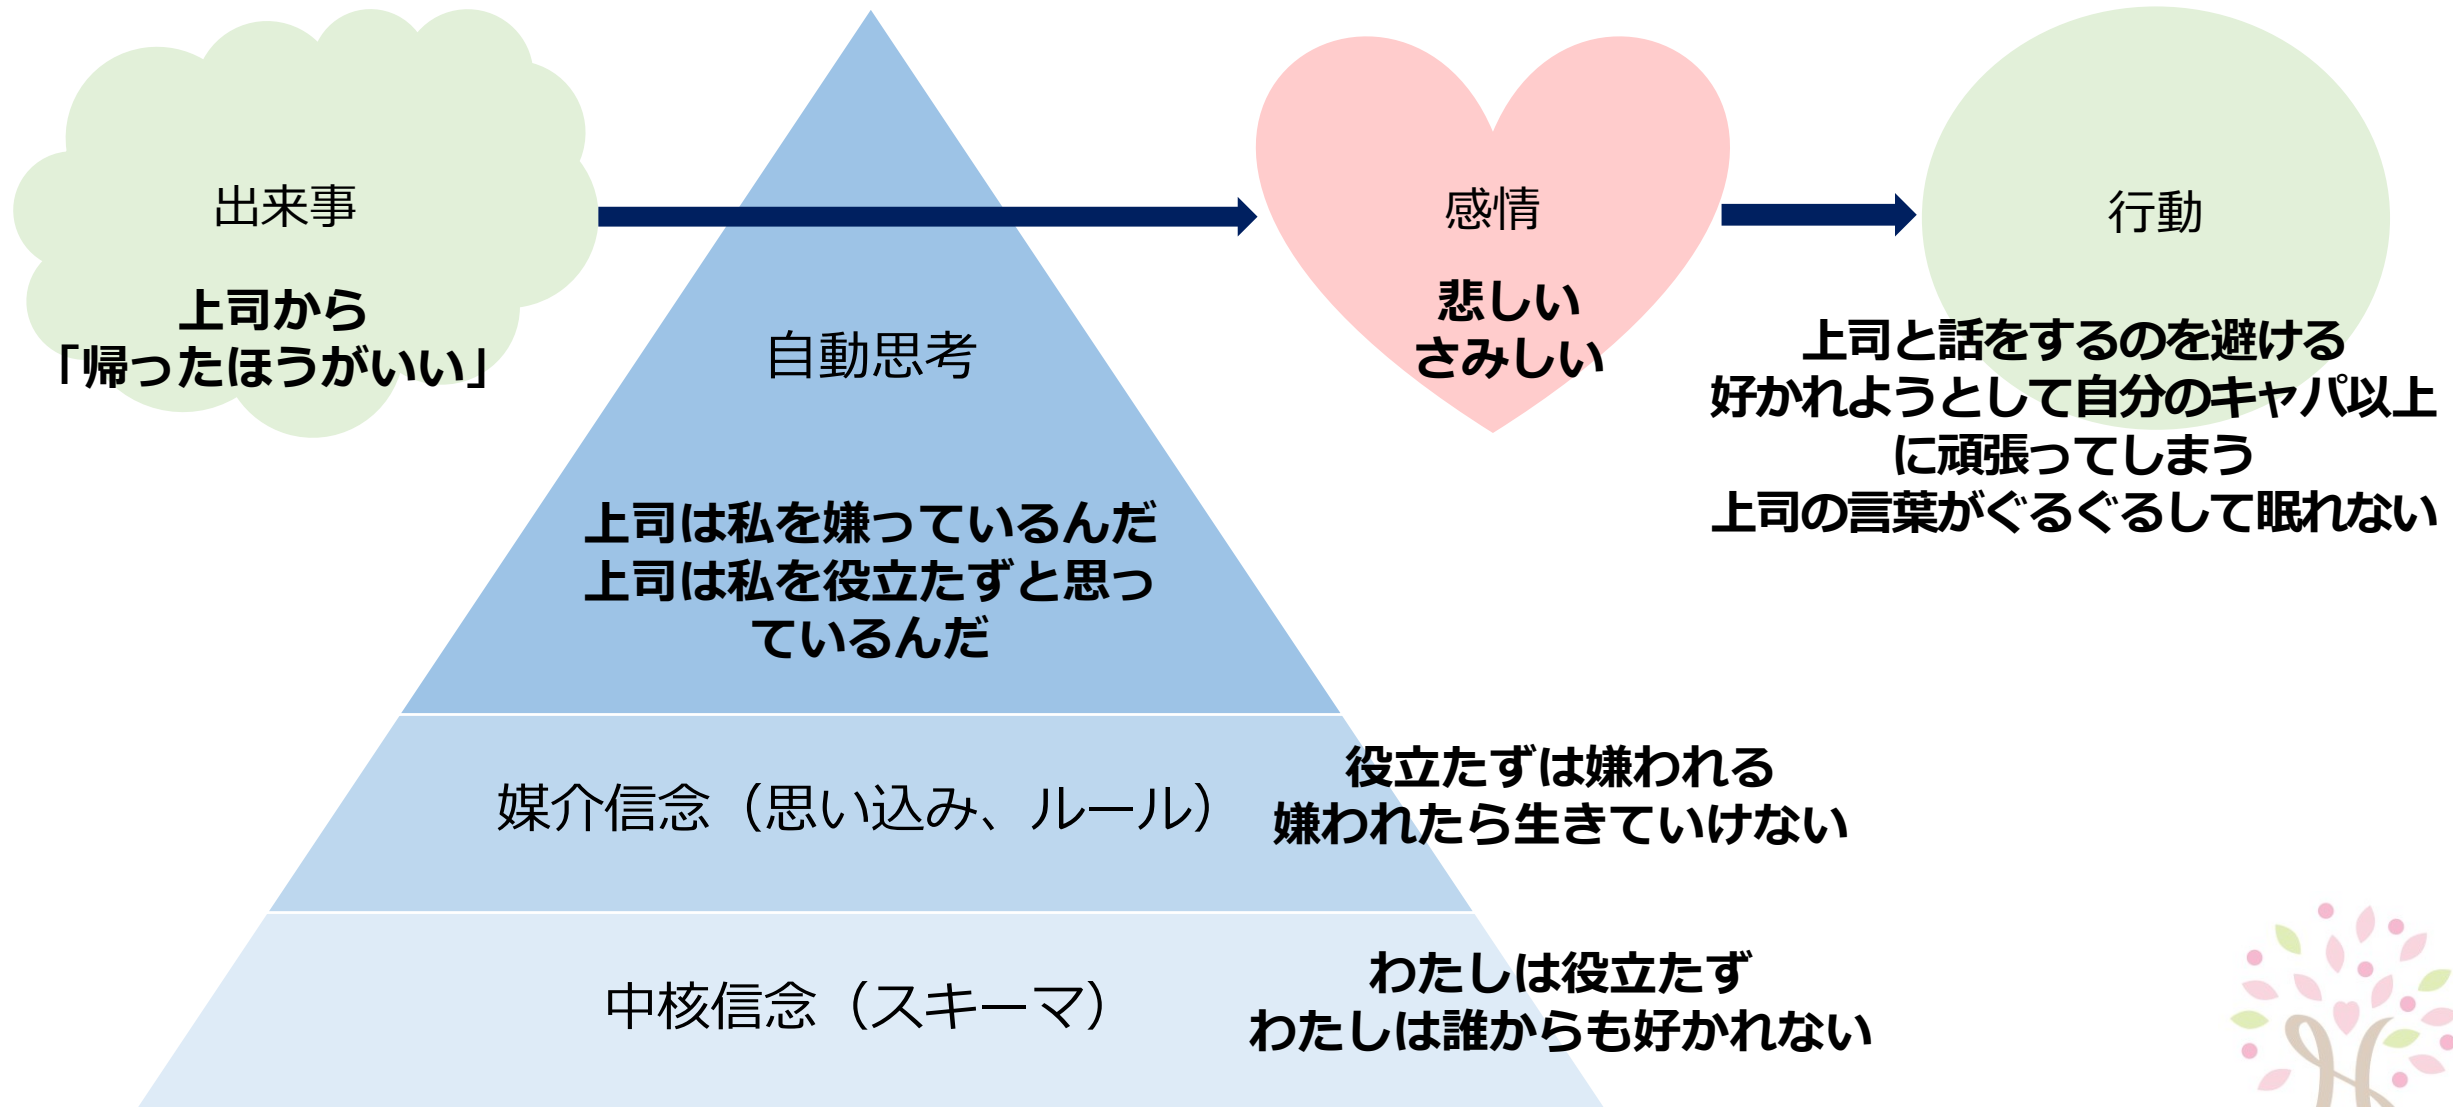 出来事
上司から
「帰ったほうがいい」
自動思考
上司は私を嫌っているんだ
上司は私を役立たずと思っ
ているんだ
感情
悲しい
さみしい
行動
上司と話をするのを避ける
好かれようとして自分のキャパ以上
に頑張ってしまう
上司の言葉がぐるぐるして眠れない
媒介信念（思い込み、ルール）
役立たずは嫌われる
嫌われたら生きていけない
中核信念（スキーマ）
わたしは役立たず
わたしは誰からも好かれない